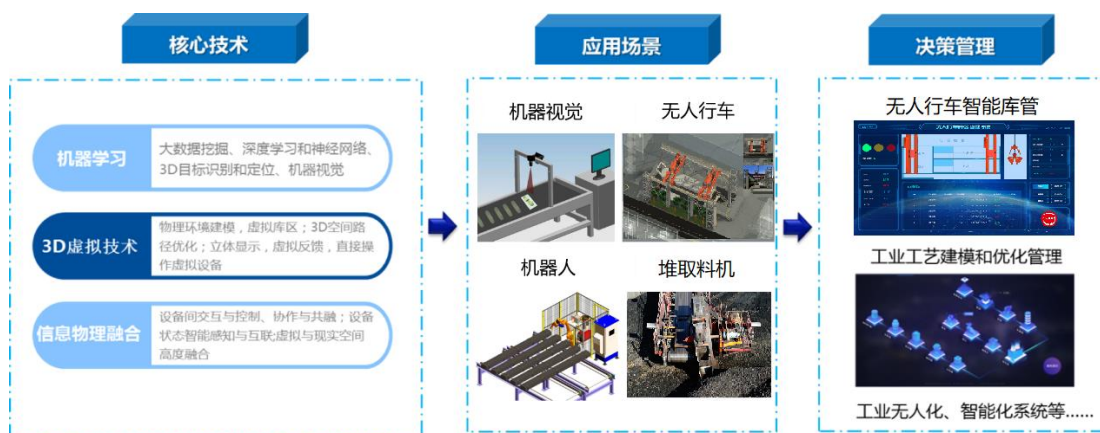 核心技术
机器学习
大数据挖掘、深度学习和神经网络、
3D目标识别和定位、机器视觉
3D虚拟技术
物理环境建模，虚拟库区；3D空间路
径优化；立体显示，虚拟反馈，直接操
作虚拟设备
信息物理融合
设备间交互与控制、协作与共融；设备
状态智能感知与互联;虚拟与现实空间
高度融合
应用场景
机器视觉
无人行车
机器人
堆取料机
决策管理
无人行车智能库管
工业工艺建模和优化管理
工业无人化、智能化系统等......